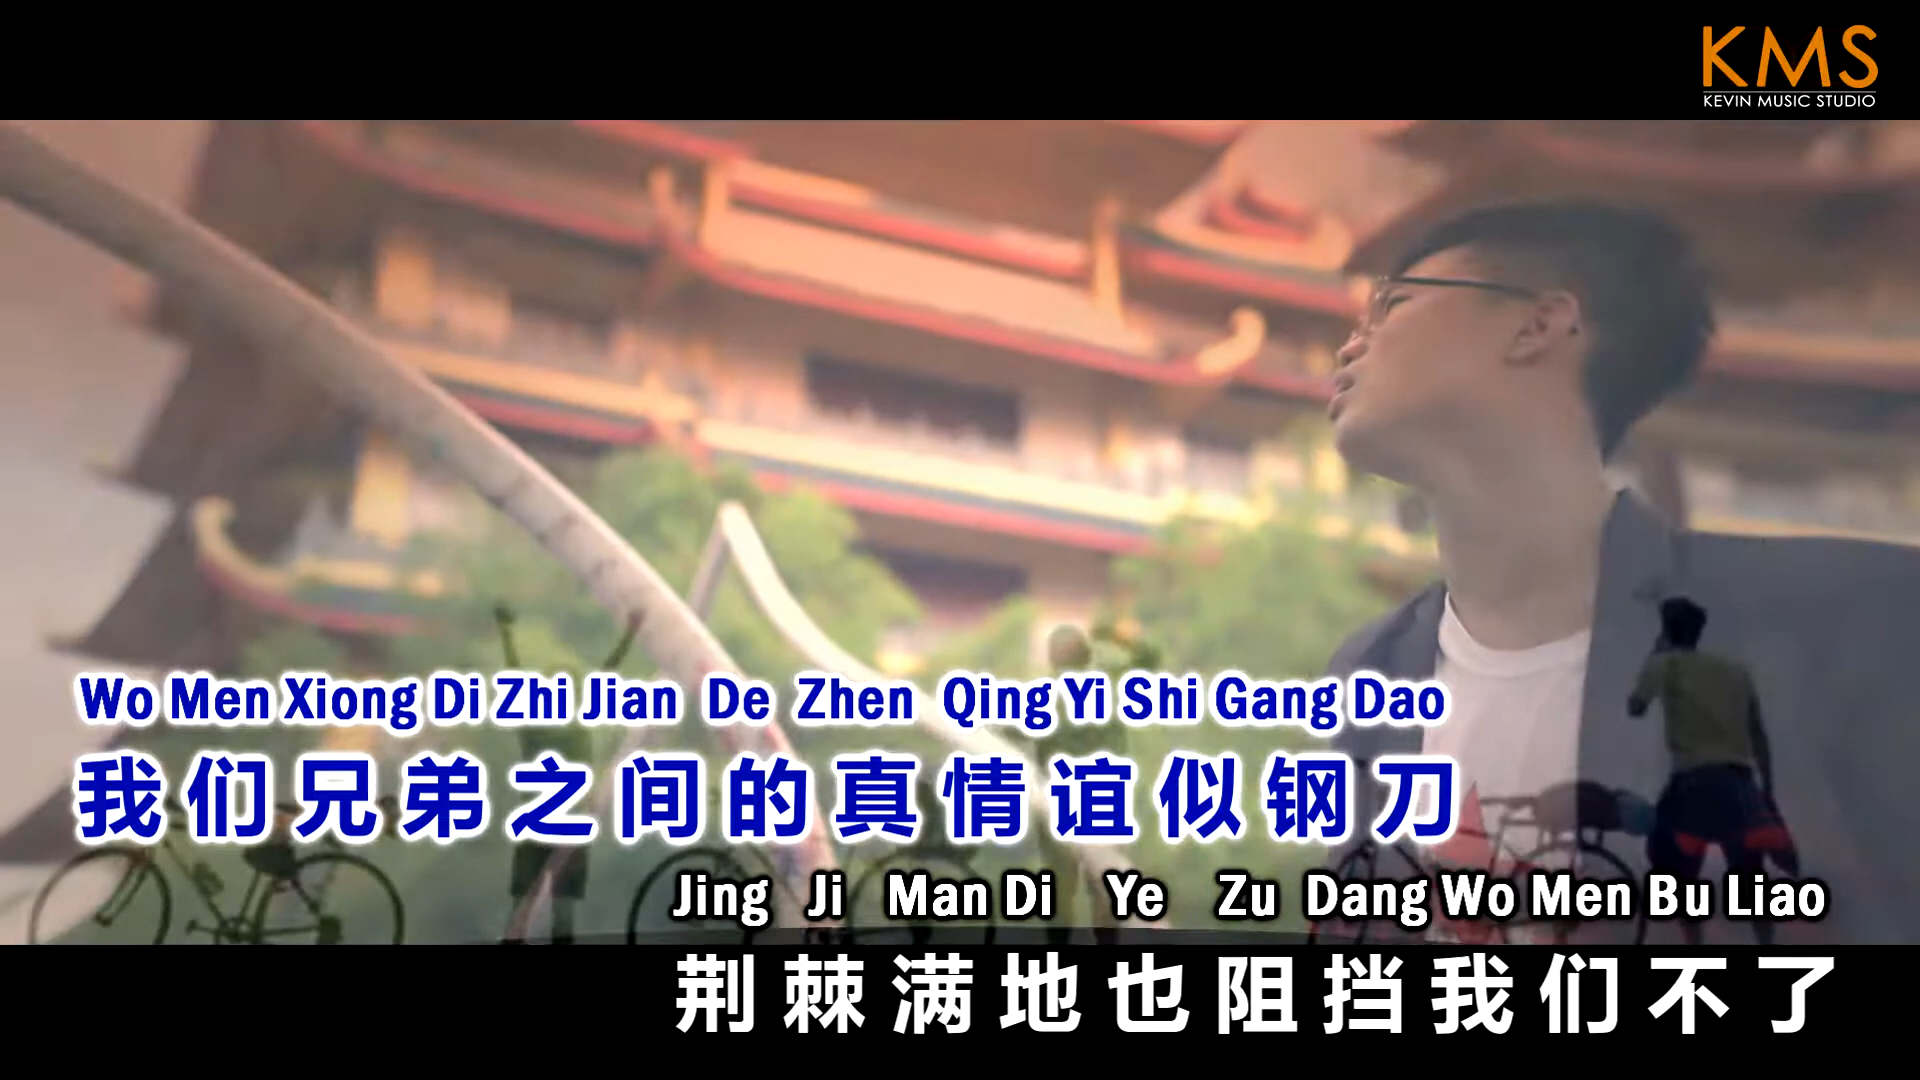 KMS
KEVIN MUSIC STUDIO
Wo Men Xiong Di Zhi Jian De Zhen Qing Yi Shi Gang Dao
我们兄弟之间的真情谊似钢刀
Jing Ji Man Di Ye Zu Dang Wo Men Bu Liao
荆棘满地也阻挡我们不了